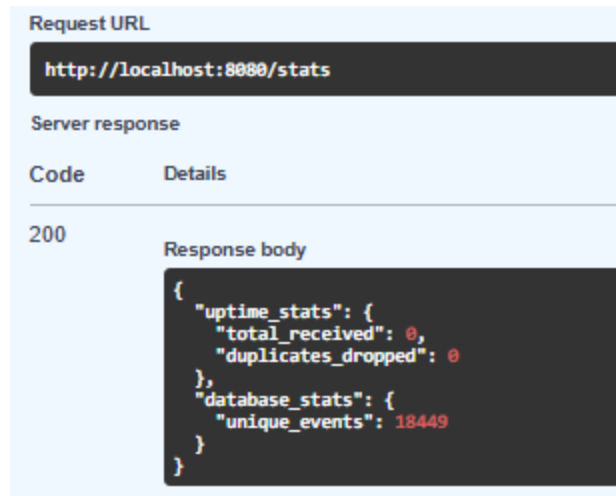 Request URL
http://localhost:8080/stats
Server response
Code Details
200
Response body
{
"uptime_stats": {
"total_received": 0,
"duplicates_dropped": 0
},
"database_stats": {
"unique_events": 18449
}
}